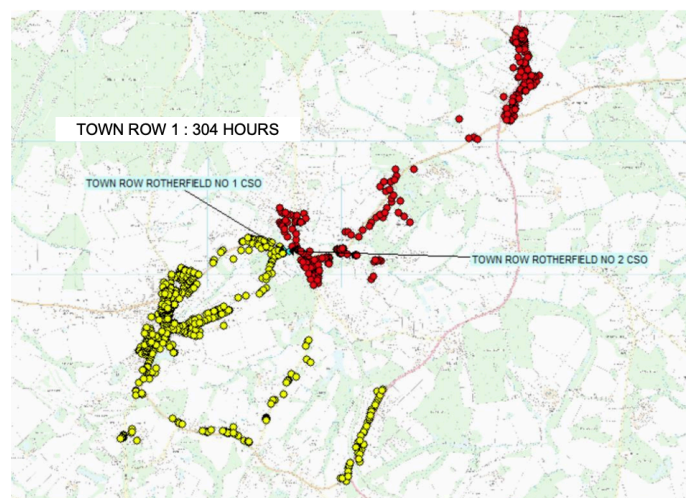 TOWN ROW 1 : 304 HOURS
TOWN ROW ROTHERFIELD NO 1 CSO
TOWN ROW ROTHERFIELD NO 2 CSO